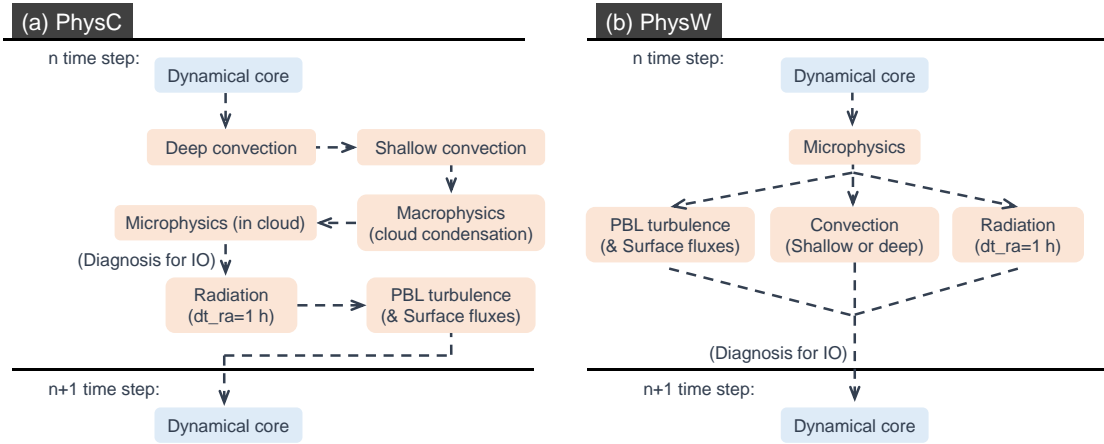 (a) PhysC
n time step:
Dynamical core
Deep convection
Shallow convection
Macrophysics
(cloud condensation)
Microphysics (in cloud)
(Diagnosis for IO)
Radiation
(dt_ra=1 h)
PBL turbulence
(& Surface fluxes)
n+1 time step:
Dynamical core
(b) PhysW
n time step:
Dynamical core
Microphysics
PBL turbulence
(& Surface fluxes)
Convection
(Shallow or deep)
Radiation
(dt_ra=1 h)
(Diagnosis for IO)
n+1 time step:
Dynamical core